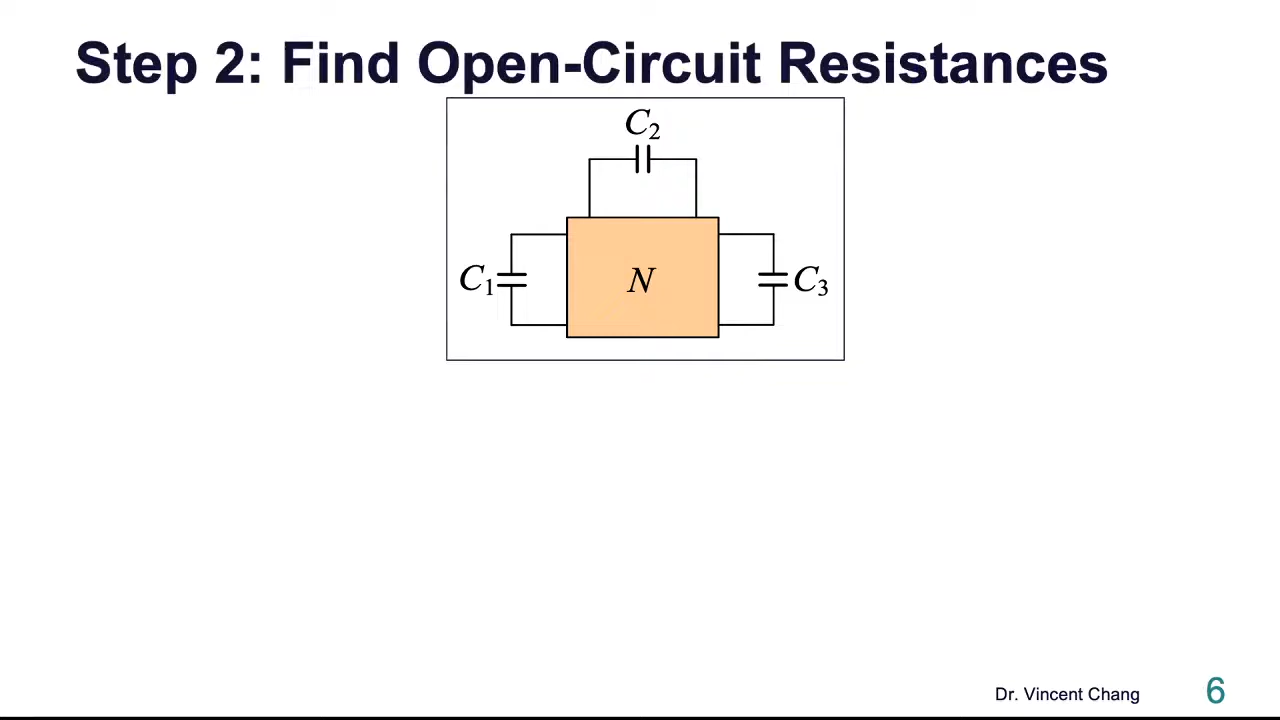 Step 2: Find Open-Circuit Resistances
C₂
C₁
N
C₃
Dr. Vincent Chang
6